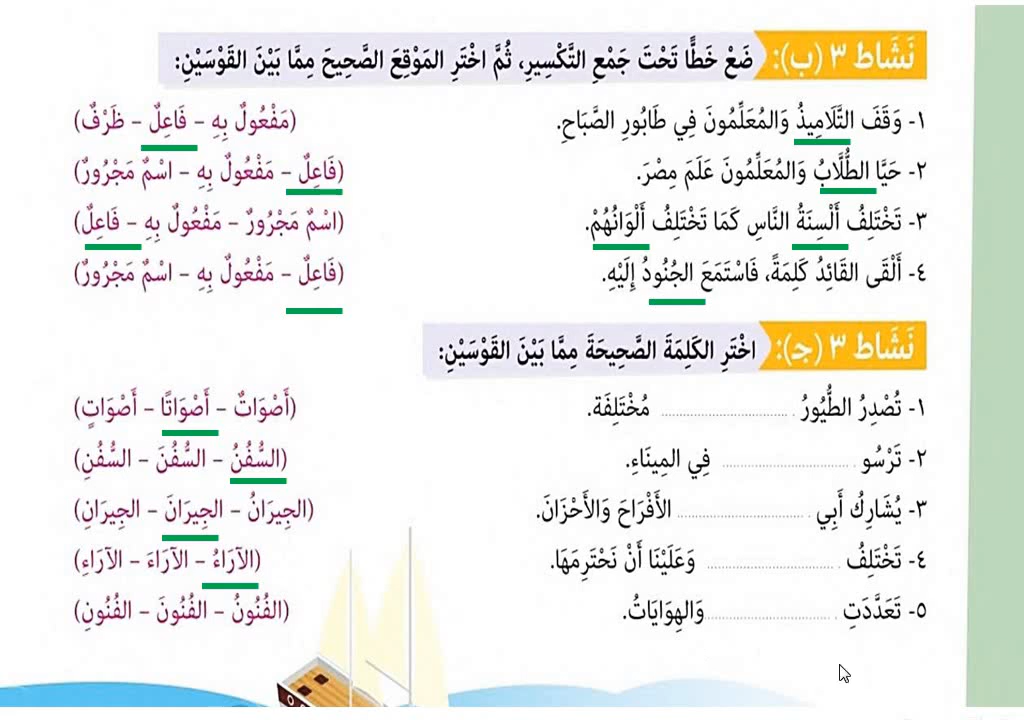 نَشَاط ٣ (ب): ضَعْ خَطًّا تَحْتَ جَمْعِ التَّكْسِيرِ، ثُمَّ اخْتَرِ المَوْقِعَ الصَّحِيحَ مِمَّا بَيْنَ القَوْسَيْنِ:
١- وَقَفَ التَّلَامِيذُ وَالمُعَلِّمُونَ فِي طَابُورِ الصَّبَاحِ. (مَفْعُولٌ بِهِ – فَاعِلٌ – ظَرْفٌ)
٢- حَيَّا الطُّلَّابُ وَالمُعَلِّمُونَ عَلَمَ مِصْرَ. (فَاعِلٌ – مَفْعُولٌ بِهِ – اسْمٌ مَجْرُورٌ)
٣- تَخْتَلِفُ أَلْسِنَةُ النَّاسِ كَمَا تَخْتَلِفُ أَلْوَانُهُمْ. (اسْمٌ مَجْرُورٌ – مَفْعُولٌ بِهِ – فَاعِلٌ)
٤- أَلْقَى القَائِدُ كَلِمَةً، فَاسْتَمَعَ الجُنُودُ إِلَيْهِ. (فَاعِلٌ – مَفْعُولٌ بِهِ – اسْمٌ مَجْرُورٌ)
نَشَاط ٣ (جـ): اخْتَرِ الكَلِمَةَ الصَّحِيحَةَ مِمَّا بَيْنَ القَوْسَيْنِ:
١- تُصْدِرُ الطُّيُورُ .................... مُخْتَلِفَة. (أَصْوَاتٌ – أَصْوَاتًا – أَصْوَاتٍ)
٢- تَرْسُو .................... فِي المِينَاءِ. (السُّفُنُ – السُّفُنَ – السُّفُنِ)
٣- يُشَارِكُ أَبِي .................... الأَفْرَاحَ وَالأَحْزَانَ. (الجِيرَانُ – الجِيرَانَ – الجِيرَانِ)
٤- تَخْتَلِفُ .................... وَعَلَيْنَا أَنْ نَحْتَرِمَهَا. (الآرَاءُ – الآرَاءَ – الآرَاءِ)
٥- تَعَدَّدَتِ .................... وَالهِوَايَاتُ. (الفُنُونُ – الفُنُونَ – الفُنُونِ)